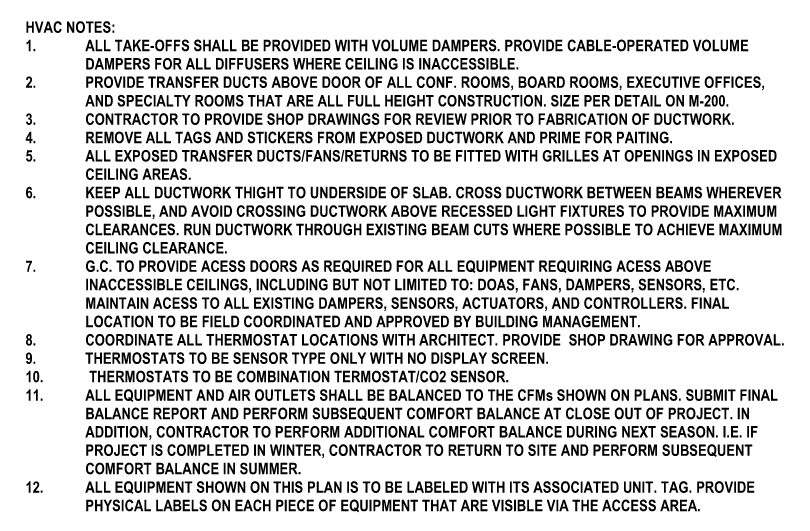 HVAC NOTES:
1. ALL TAKE-OFFS SHALL BE PROVIDED WITH VOLUME DAMPERS. PROVIDE CABLE-OPERATED VOLUME
DAMPERS FOR ALL DIFFUSERS WHERE CEILING IS INACCESSIBLE.
2. PROVIDE TRANSFER DUCTS ABOVE DOOR OF ALL CONF. ROOMS, BOARD ROOMS, EXECUTIVE OFFICES,
AND SPECIALTY ROOMS THAT ARE ALL FULL HEIGHT CONSTRUCTION. SIZE PER DETAIL ON M-200.
3. CONTRACTOR TO PROVIDE SHOP DRAWINGS FOR REVIEW PRIOR TO FABRICATION OF DUCTWORK.
4. REMOVE ALL TAGS AND STICKERS FROM EXPOSED DUCTWORK AND PRIME FOR PAITING.
5. ALL EXPOSED TRANSFER DUCTS/FANS/RETURNS TO BE FITTED WITH GRILLES AT OPENINGS IN EXPOSED
CEILING AREAS.
6. KEEP ALL DUCTWORK THIGHT TO UNDERSIDE OF SLAB. CROSS DUCTWORK BETWEEN BEAMS WHEREVER
POSSIBLE, AND AVOID CROSSING DUCTWORK ABOVE RECESSED LIGHT FIXTURES TO PROVIDE MAXIMUM
CLEARANCES. RUN DUCTWORK THROUGH EXISTING BEAM CUTS WHERE POSSIBLE TO ACHIEVE MAXIMUM
CEILING CLEARANCE.
7. G.C. TO PROVIDE ACESS DOORS AS REQUIRED FOR ALL EQUIPMENT REQUIRING ACESS ABOVE
INACCESSIBLE CEILINGS, INCLUDING BUT NOT LIMITED TO: DOAS, FANS, DAMPERS, SENSORS, ETC.
MAINTAIN ACESS TO ALL EXISTING DAMPERS, SENSORS, ACTUATORS, AND CONTROLLERS. FINAL
LOCATION TO BE FIELD COORDINATED AND APPROVED BY BUILDING MANAGEMENT.
8. COORDINATE ALL THERMOSTAT LOCATIONS WITH ARCHITECT. PROVIDE SHOP DRAWING FOR APPROVAL.
9. THERMOSTATS TO BE SENSOR TYPE ONLY WITH NO DISPLAY SCREEN.
10. THERMOSTATS TO BE COMBINATION TERMOSTAT/CO2 SENSOR.
11. ALL EQUIPMENT AND AIR OUTLETS SHALL BE BALANCED TO THE CFMs SHOWN ON PLANS. SUBMIT FINAL
BALANCE REPORT AND PERFORM SUBSEQUENT COMFORT BALANCE AT CLOSE OUT OF PROJECT. IN
ADDITION, CONTRACTOR TO PERFORM ADDITIONAL COMFORT BALANCE DURING NEXT SEASON. I.E. IF
PROJECT IS COMPLETED IN WINTER, CONTRACTOR TO RETURN TO SITE AND PERFORM SUBSEQUENT
COMFORT BALANCE IN SUMMER.
12. ALL EQUIPMENT SHOWN ON THIS PLAN IS TO BE LABELED WITH ITS ASSOCIATED UNIT. TAG. PROVIDE
PHYSICAL LABELS ON EACH PIECE OF EQUIPMENT THAT ARE VISIBLE VIA THE ACCESS AREA.